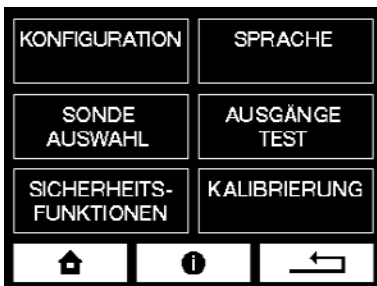 KONFIGURATION
SPRACHE
SONDE
AUSWAHL
AUSGÄNGE
TEST
SICHERHEITS-
FUNKTIONEN
KALIBRIERUNG